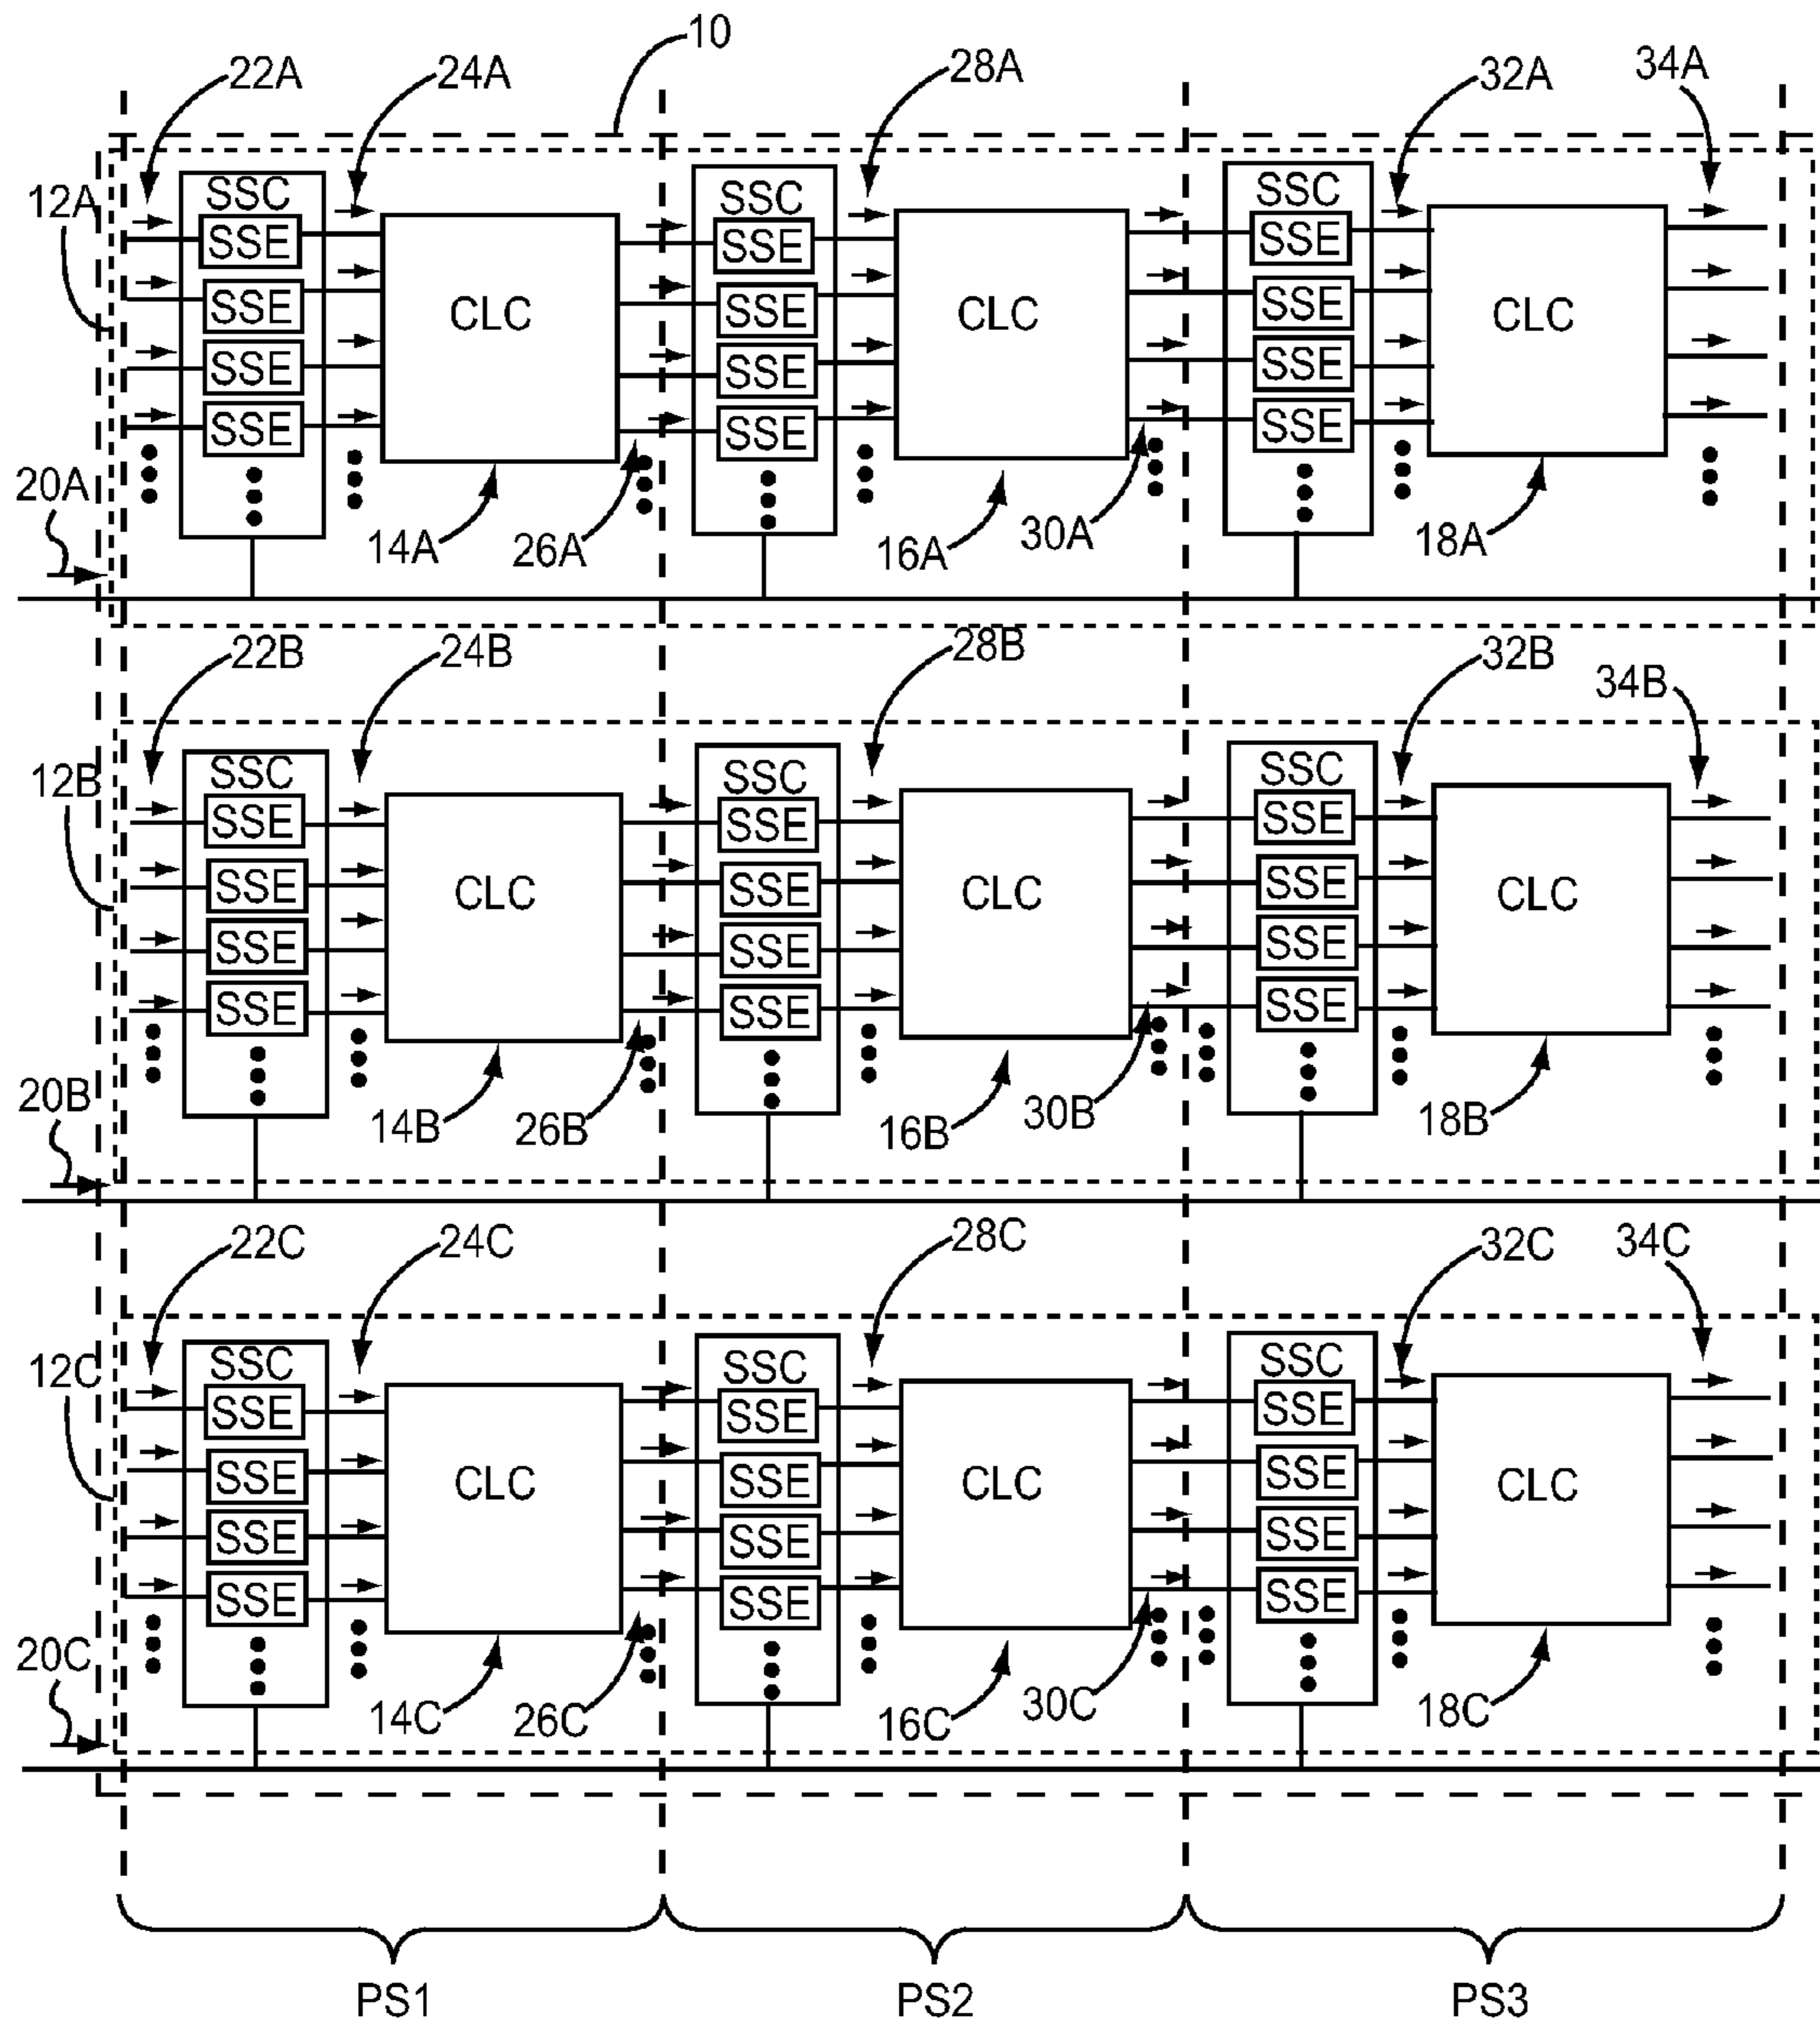 10
22A 24A 28A 32A 34A
12A
SSC SSC SSC
SSE SSE SSE
SSE SSE SSE
CLC CLC CLC
SSE SSE SSE
SSE SSE SSE
20A
14A 26A 16A 30A 18A
22B 24B 28B 32B 34B
12B
SSC SSC SSC
SSE SSE SSE
SSE SSE SSE
CLC CLC CLC
SSE SSE SSE
SSE SSE SSE
20B
14B 26B 16B 30B 18B
22C 24C 28C 32C 34C
12C
SSC SSC SSC
SSE SSE SSE
SSE SSE SSE
CLC CLC CLC
SSE SSE SSE
SSE SSE SSE
20C
14C 26C 16C 30C 18C
PS1 PS2 PS3